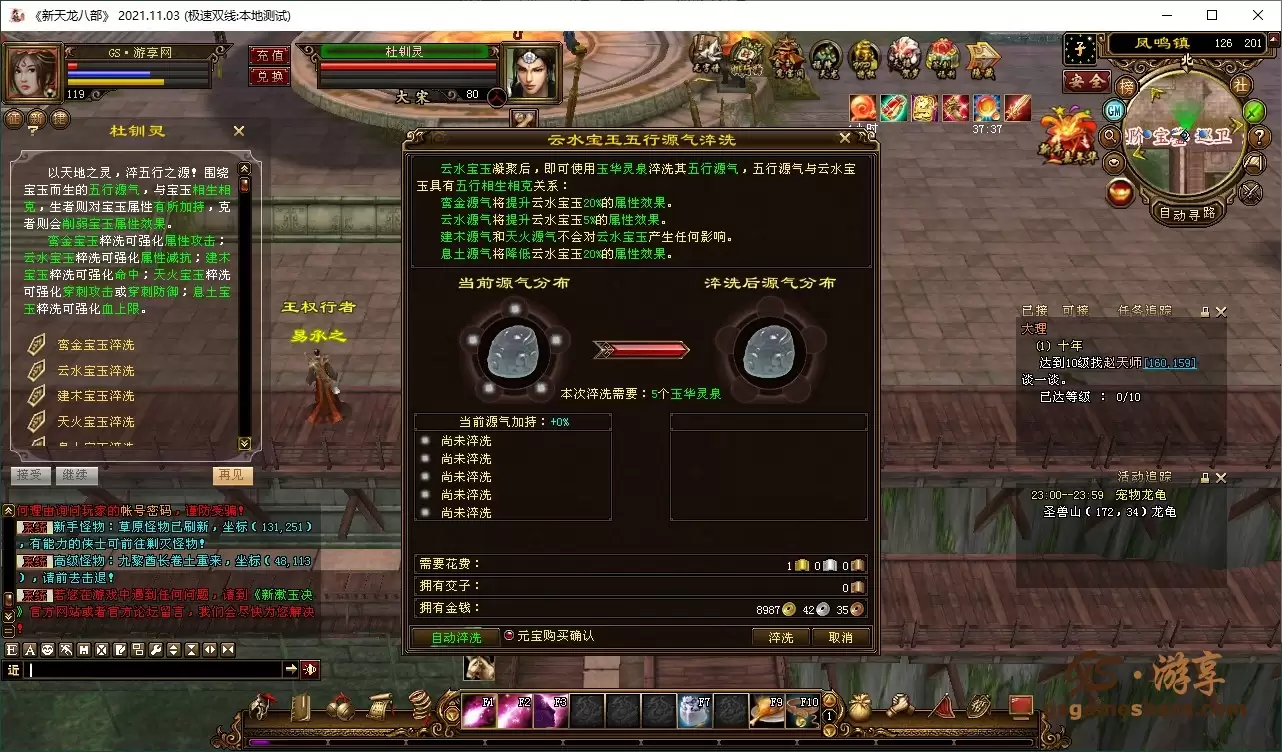 《新天龙八部》 2021.11.03 (极速双线:本地测试)
GS·游享网
119
充值
兑换
杜钏灵
大宋
80
37:37
凤鸣镇 126 201
北
安全
榜
社
GM
自动寻路
杜钏灵
以天地之灵，淬五行之源！围绕
宝玉而生的五行源气，与宝玉相生相
克，生者则对宝玉属性有所加持，克
者则会削弱宝玉属性效果。
鸾金宝玉粹洗可强化属性攻击；
云水宝玉粹洗可强化属性减抗；建木
宝玉粹洗可强化命中；天火宝玉粹洗
可强化穿刺攻击或穿刺防御；息土宝
玉粹洗可强化血上限。
鸾金宝玉淬洗
云水宝玉淬洗
建木宝玉淬洗
天火宝玉淬洗
息土宝玉淬洗
接受
继续
再见
王权行者
易承之
云水宝玉五行源气淬洗
云水宝玉凝聚后，即可使用玉华灵泉淬洗其五行源气，五行源气与云水宝
玉具有五行相生相克关系：
鸾金源气将提升云水宝玉20%的属性效果。
云水源气将提升云水宝玉5%的属性效果。
建木源气和天火源气不会对云水宝玉产生任何影响。
息土源气将降低云水宝玉20%的属性效果。
当前源气分布
淬洗后源气分布
本次淬洗需要：5个玉华灵泉
当前源气加持：+0%
尚未淬洗
尚未淬洗
尚未淬洗
尚未淬洗
尚未淬洗
需要花费：
1 0 0
拥有交子：
0
拥有金钱：
8987 42 35
自动淬洗
元宝购买确认
淬洗
取消
已接 可接 任务追踪
大理
(1) 十年
达到10级找赵天师[160,159]
谈一谈。
已达等级 ： 0/10
活动追踪
23:00--23:59 宠物龙龟
圣兽山（172，34）龙龟
何理由询问玩家的帐号密码，谨防受骗！
系统 新手怪物：草原怪物已刷新，坐标（131,251）
，有能力的侠士可前往剿灭怪物！
系统 高级怪物：九黎酋长卷土重来，坐标（48,113
），请前去击退！
系统 若您在游戏中遇到任何问题，请到《新漱玉决
》官方网站或者官方论坛留言，我们会尽快为您解决
！
近
F1
F2
F3
F7
F9
F10
1
GS·游享